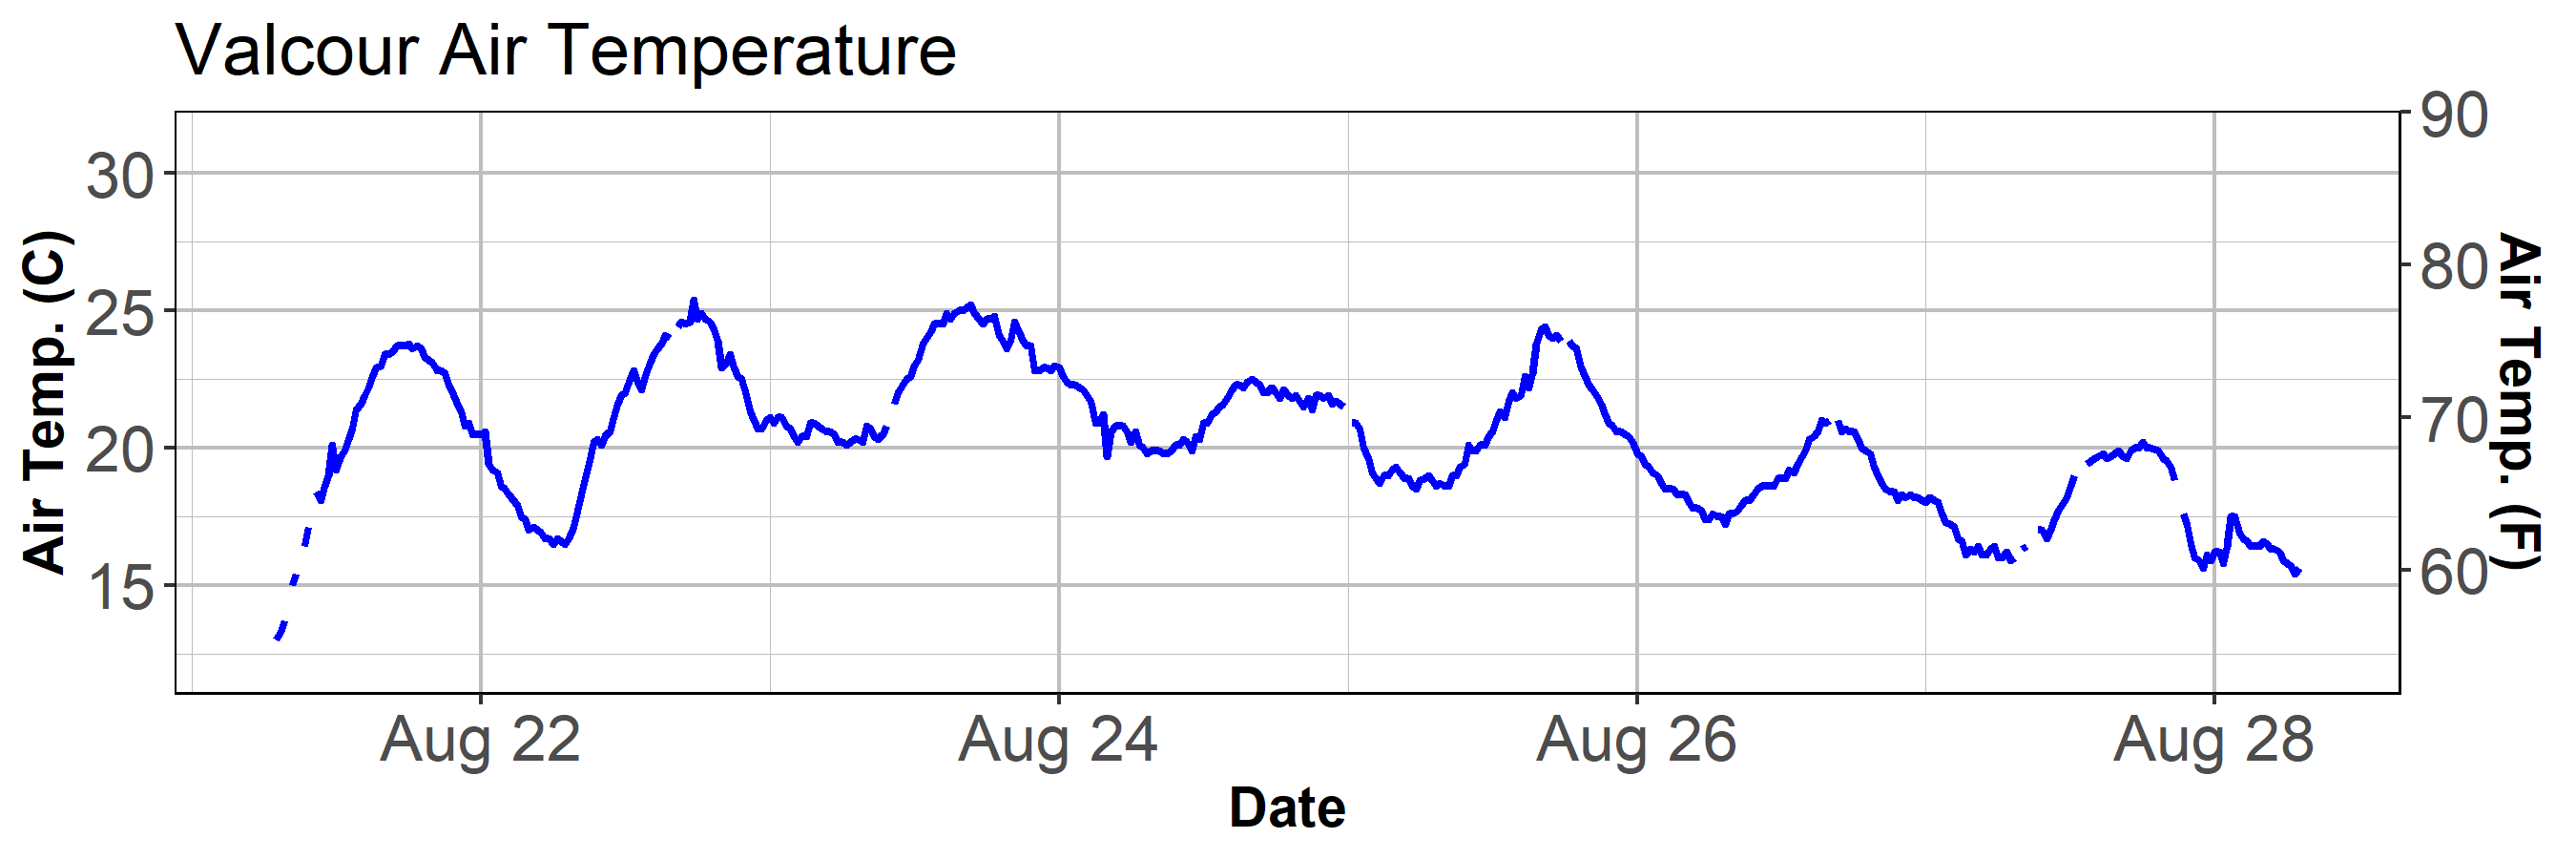 Valcour Air Temperature
Air Temp. (C)
30
25
20
15
90
80
70
60
Air Temp. (F)
Aug 22 Aug 24 Aug 26 Aug 28
Date